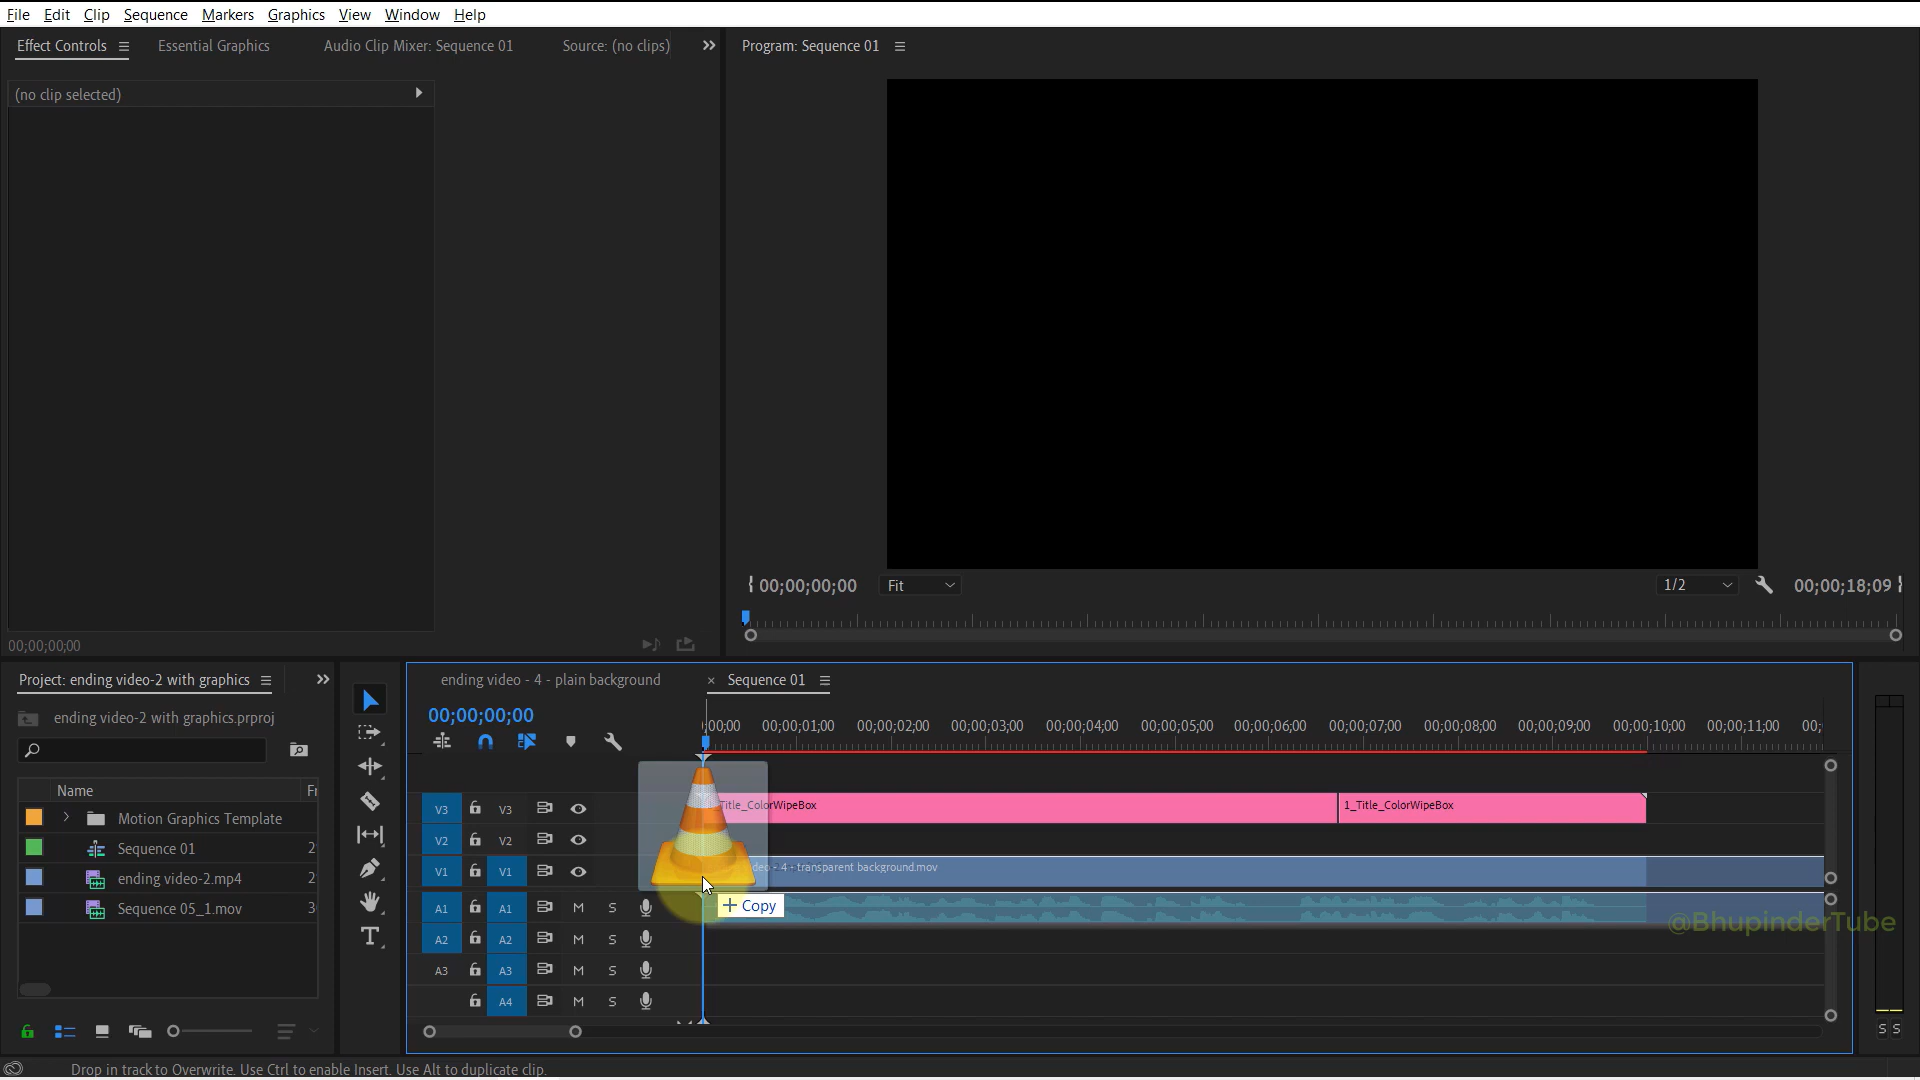 File Edit Clip Sequence Markers Graphics View Window Help
Effect Controls Essential Graphics Audio Clip Mixer: Sequence 01 Source: (no clips)
Program: Sequence 01
(no clip selected)
00;00;00;00 Fit 1/2 00;00;18;09
00;00;00;00
Project: ending video-2 with graphics
ending video-2 with graphics.prproj
Name
Motion Graphics Template
Sequence 01
ending video-2.mp4
Sequence 05_1.mov
ending video - 4 - plain background
× Sequence 01
00;00;00;00
;00;00 00;00;01;00 00;00;02;00 00;00;03;00 00;00;04;00 00;00;05;00 00;00;06;00 00;00;07;00 00;00;08;00 00;00;09;00 00;00;10;00 00;00;11;00 00;
V3 V3 Title_ColorWipeBox 1_Title_ColorWipeBox
V2 V2
V1 V1 - 4 - transparent background.mov
A1 A1 M S
+ Copy
@BhupinderTube
A2 A2 M S
A3 A3 M S
A4 M S
S S
Drop in track to Overwrite. Use Ctrl to enable Insert. Use Alt to duplicate clip.